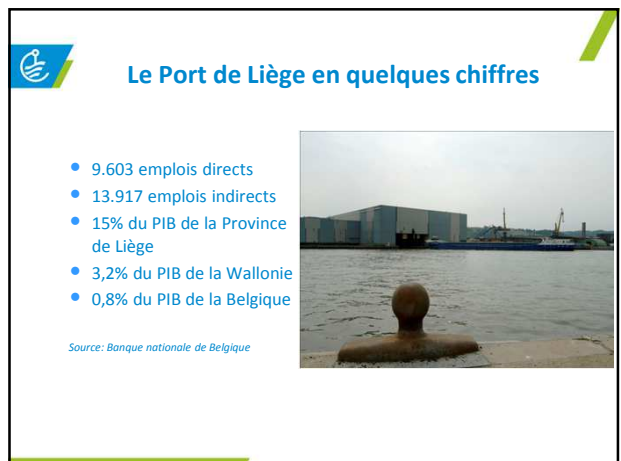 Le Port de Liège en quelques chiffres
• 9.603 emplois directs
• 13.917 emplois indirects
• 15% du PIB de la Province
de Liège
• 3,2% du PIB de la Wallonie
• 0,8% du PIB de la Belgique
Source: Banque nationale de Belgique